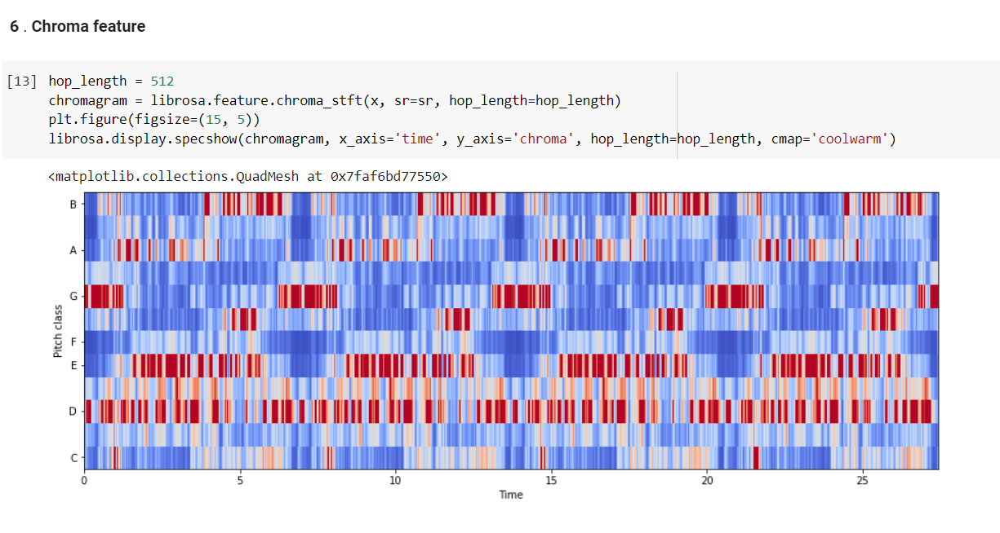 6 . Chroma feature
[13] hop_length = 512
chromagram = librosa.feature.chroma_stft(x, sr=sr, hop_length=hop_length)
plt.figure(figsize=(15, 5))
librosa.display.specshow(chromagram, x_axis='time', y_axis='chroma', hop_length=hop_length, cmap='coolwarm')
<matplotlib.collections.QuadMesh at 0x7faf6bd77550>
B
A
G
Pitch class
F
E
D
C
0 5 10 15 20 25
Time